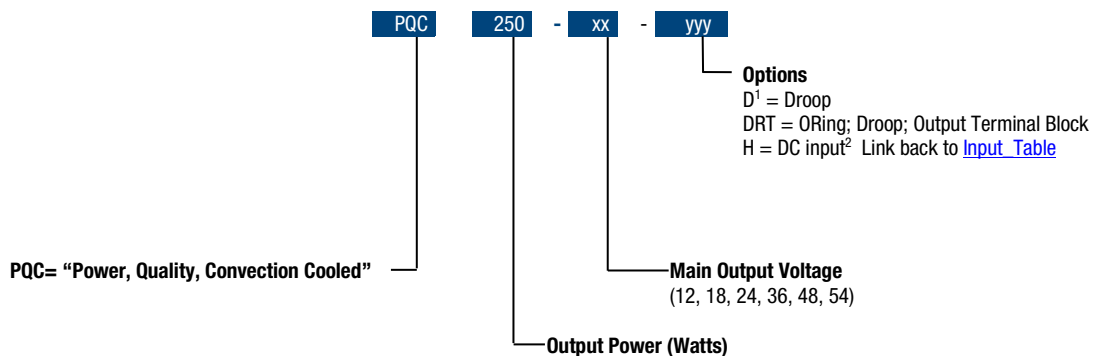 PQC 250 - xx - yyy
Options
D¹ = Droop
DRT = ORing; Droop; Output Terminal Block
H = DC input² Link back to Input_Table
PQC= “Power, Quality, Convection Cooled”
Main Output Voltage
(12, 18, 24, 36, 48, 54)
Output Power (Watts)